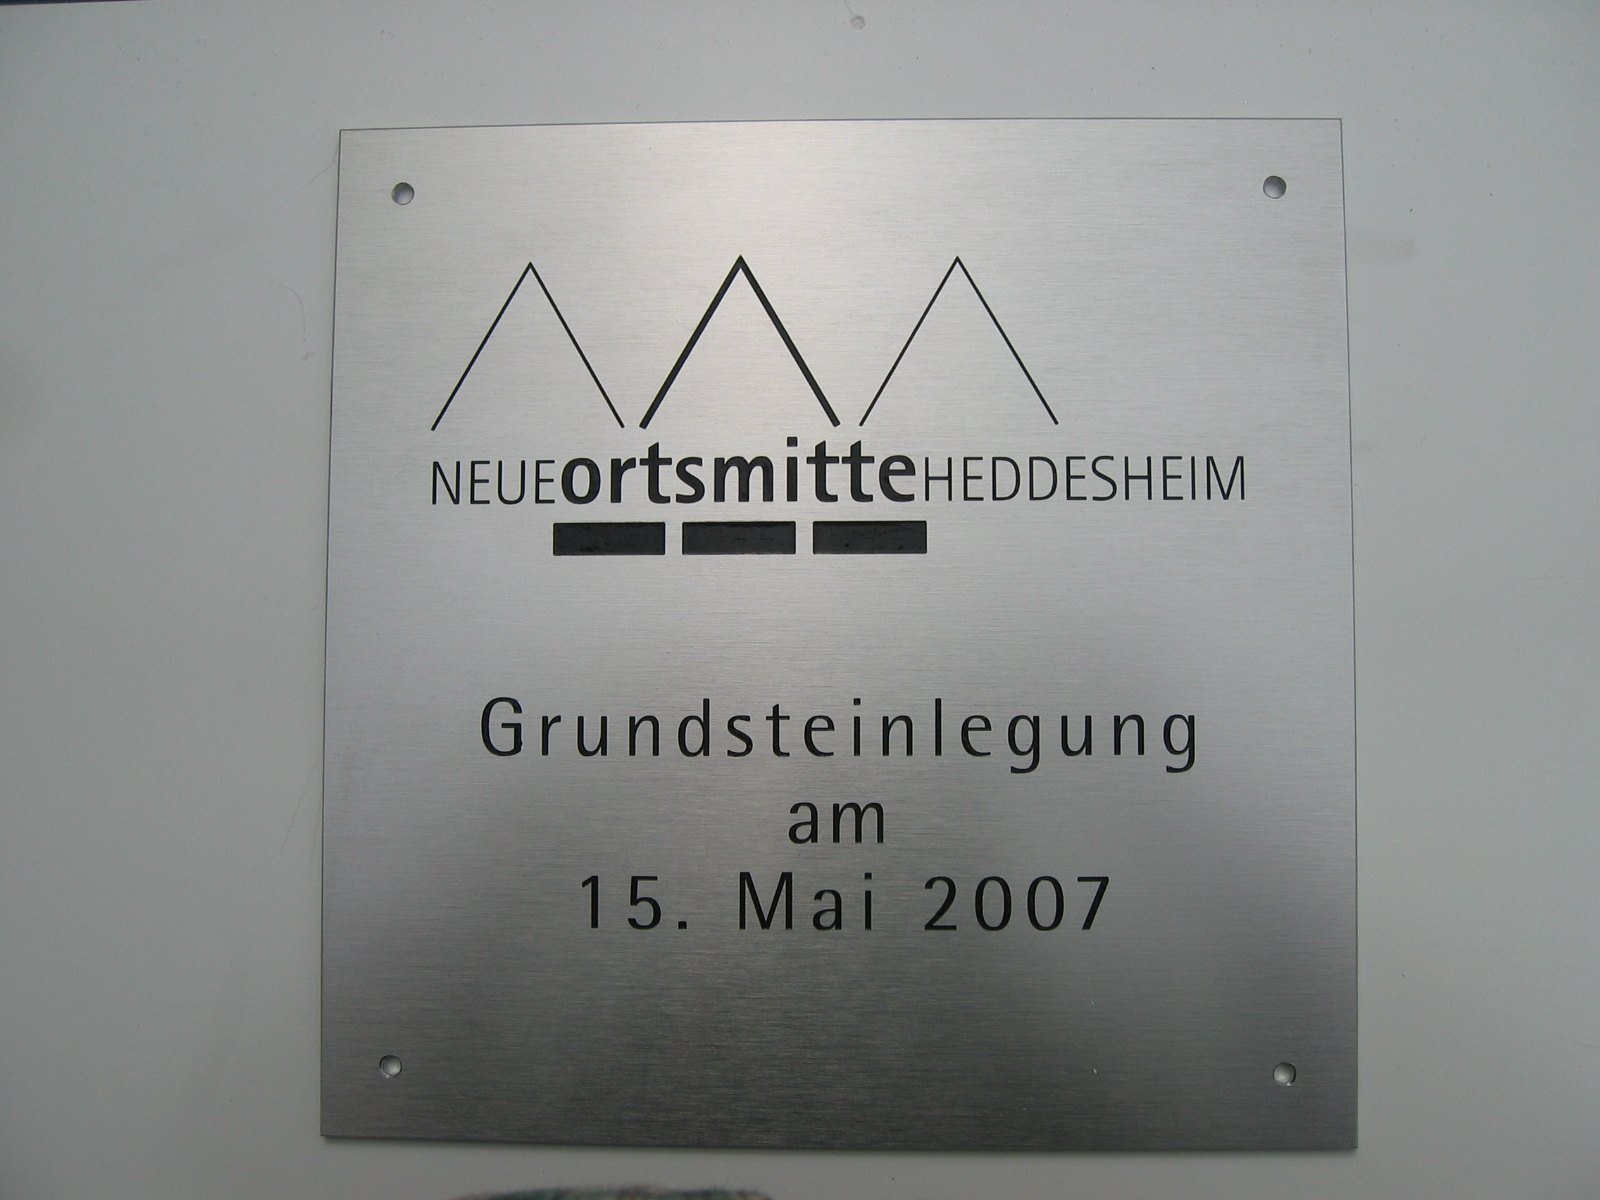 NEUEortsmitteHEDDESHEIM
Grundsteinlegung
am
15. Mai 2007